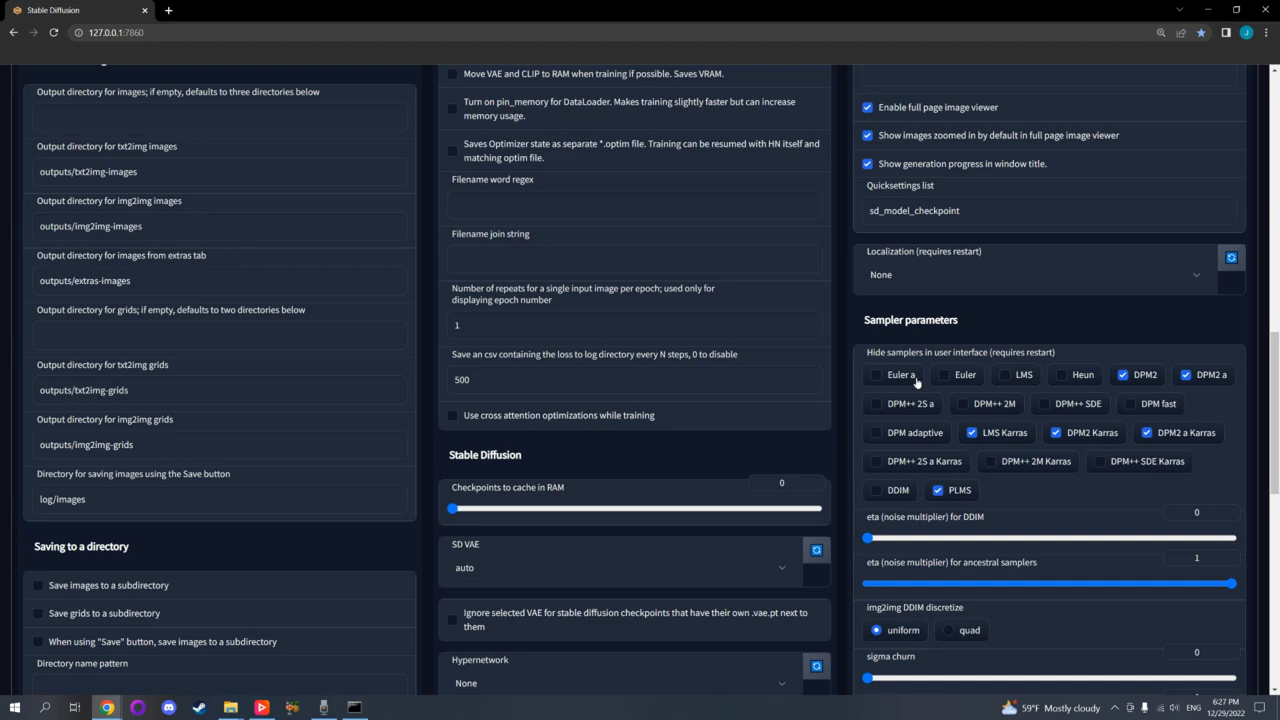 Stable Diffusion
127.0.0.1:7860
Output directory for images; if empty, defaults to three directories below
Output directory for txt2img images
outputs/txt2img-images
Output directory for img2img images
outputs/img2img-images
Output directory for images from extras tab
outputs/extras-images
Output directory for grids; if empty, defaults to two directories below
Output directory for txt2img grids
outputs/txt2img-grids
Output directory for img2img grids
outputs/img2img-grids
Directory for saving images using the Save button
log/images
Saving to a directory
Save images to a subdirectory
Save grids to a subdirectory
When using "Save" button, save images to a subdirectory
Directory name pattern
Move VAE and CLIP to RAM when training if possible. Saves VRAM.
Turn on pin_memory for DataLoader. Makes training slightly faster but can increase
memory usage.
Saves Optimizer state as separate *.optim file. Training can be resumed with HN itself and
matching optim file.
Filename word regex
Filename join string
Number of repeats for a single input image per epoch; used only for
displaying epoch number
1
Save an csv containing the loss to log directory every N steps, 0 to disable
500
Use cross attention optimizations while training
Stable Diffusion
Checkpoints to cache in RAM
0
SD VAE
auto
Ignore selected VAE for stable diffusion checkpoints that have their own .vae.pt next to
them
Hypernetwork
None
Enable full page image viewer
Show images zoomed in by default in full page image viewer
Show generation progress in window title.
Quicksettings list
sd_model_checkpoint
Localization (requires restart)
None
Sampler parameters
Hide samplers in user interface (requires restart)
Euler a Euler LMS Heun DPM2 DPM2 a
DPM++ 2S a DPM++ 2M DPM++ SDE DPM fast
DPM adaptive LMS Karras DPM2 Karras DPM2 a Karras
DPM++ 2S a Karras DPM++ 2M Karras DPM++ SDE Karras
DDIM PLMS
eta (noise multiplier) for DDIM
0
eta (noise multiplier) for ancestral samplers
1
img2img DDIM discretize
uniform quad
sigma churn
0
59°F Mostly cloudy
ENG
6:27 PM
12/29/2022
J